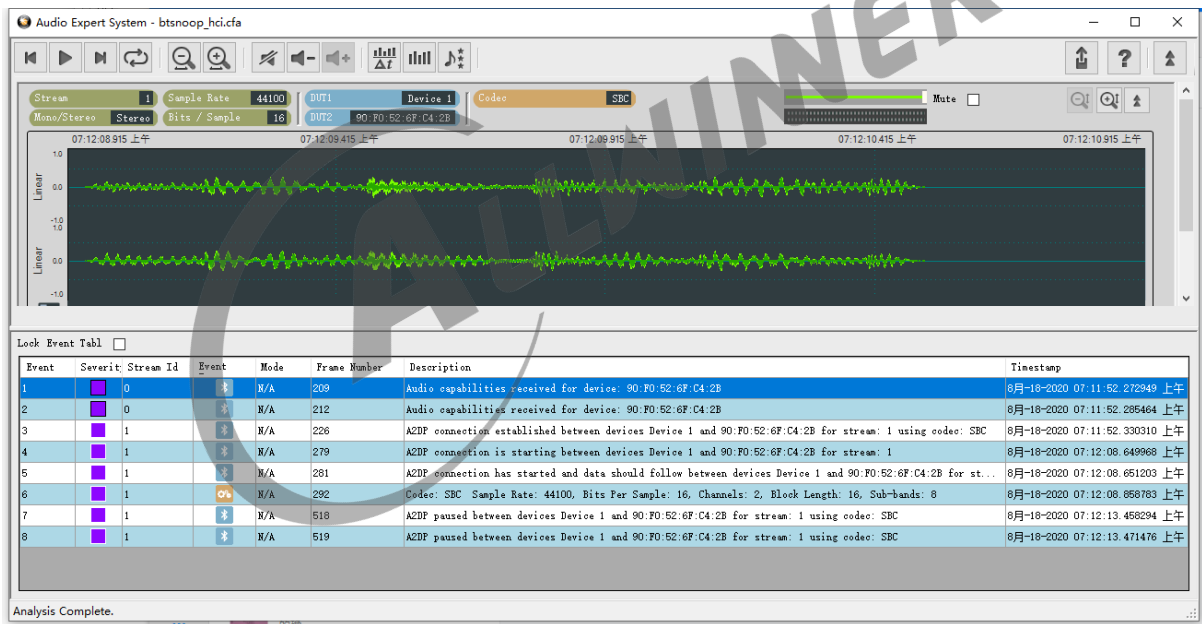 Audio Expert System - btsnoop_hci.cfa
Stream 1 Sample Rate 44100 DUT1 Device 1 Codec SBC Mute
Mono/Stereo Stereo Bits / Sample 16 DUT2 90:F0:52:6F:C4:2B
07:12:08.915 上午 07:12:09.415 上午 07:12:09.915 上午 07:12:10.415 上午 07:12:10.915 上午
1.0
Linear 0.0
-1.0
1.0
Linear 0.0
-1.0
ALLWINNER
Lock Event Tabl
Event Severit Stream Id Event Mode Frame Number Description Timestamp
1 0 N/A 209 Audio capabilities received for device: 90:F0:52:6F:C4:2B 8月-18-2020 07:11:52.272949 上午
2 0 N/A 212 Audio capabilities received for device: 90:F0:52:6F:C4:2B 8月-18-2020 07:11:52.285464 上午
3 1 N/A 226 A2DP connection established between devices Device 1 and 90:F0:52:6F:C4:2B for stream: 1 using codec: SBC 8月-18-2020 07:11:52.330310 上午
4 1 N/A 279 A2DP connection is starting between devices Device 1 and 90:F0:52:6F:C4:2B for stream: 1 8月-18-2020 07:12:08.649968 上午
5 1 N/A 281 A2DP connection has started and data should follow between devices Device 1 and 90:F0:52:6F:C4:2B for st... 8月-18-2020 07:12:08.651203 上午
6 1 N/A 292 Codec: SBC Sample Rate: 44100, Bits Per Sample: 16, Channels: 2, Block Length: 16, Sub-bands: 8 8月-18-2020 07:12:08.858783 上午
7 1 N/A 518 A2DP paused between devices Device 1 and 90:F0:52:6F:C4:2B for stream: 1 using codec: SBC 8月-18-2020 07:12:13.458294 上午
8 1 N/A 519 A2DP paused between devices Device 1 and 90:F0:52:6F:C4:2B for stream: 1 using codec: SBC 8月-18-2020 07:12:13.471476 上午
Analysis Complete.